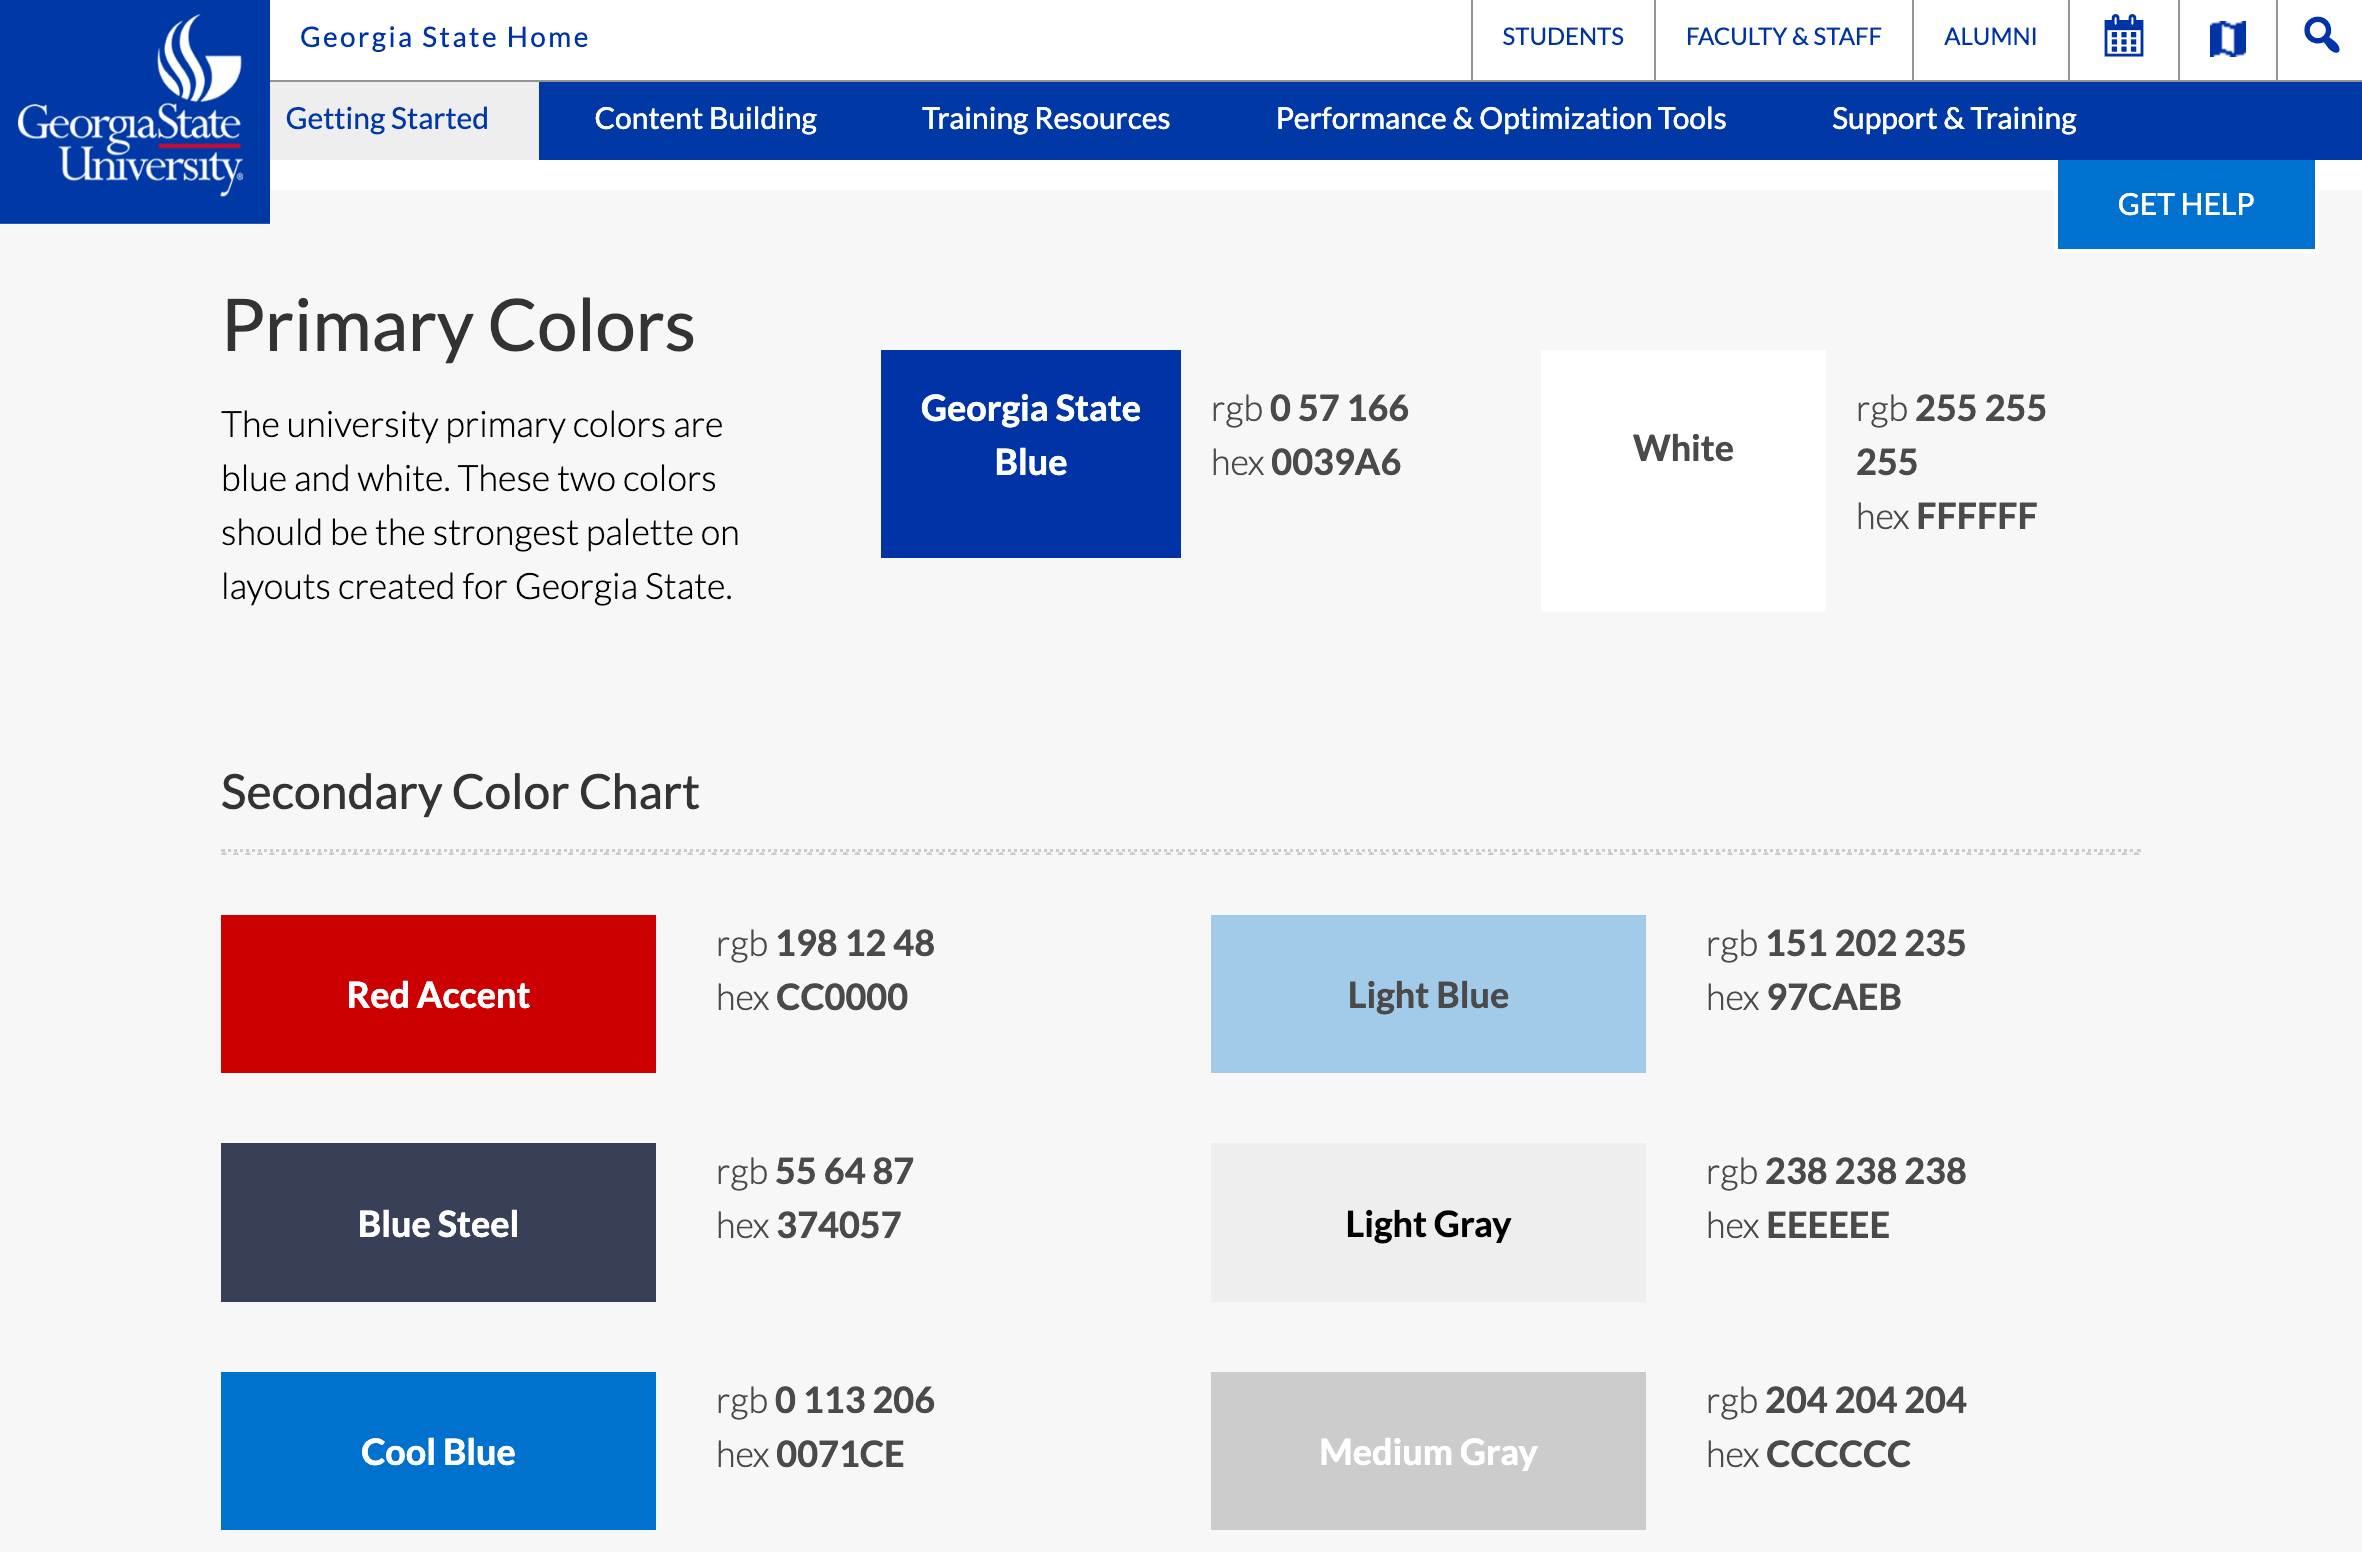 Georgia State Home
STUDENTS
FACULTY & STAFF
ALUMNI
GeorgiaState
University®
Getting Started
Content Building
Training Resources
Performance & Optimization Tools
Support & Training
GET HELP
Primary Colors
The university primary colors are
blue and white. These two colors
should be the strongest palette on
layouts created for Georgia State.
Georgia State
Blue
rgb 0 57 166
hex 0039A6
White
rgb 255 255
255
hex FFFFFF
Secondary Color Chart
Red Accent
rgb 198 12 48
hex CC0000
Light Blue
rgb 151 202 235
hex 97CAEB
Blue Steel
rgb 55 64 87
hex 374057
Light Gray
rgb 238 238 238
hex EEEEEE
Cool Blue
rgb 0 113 206
hex 0071CE
Medium Gray
rgb 204 204 204
hex CCCCCC